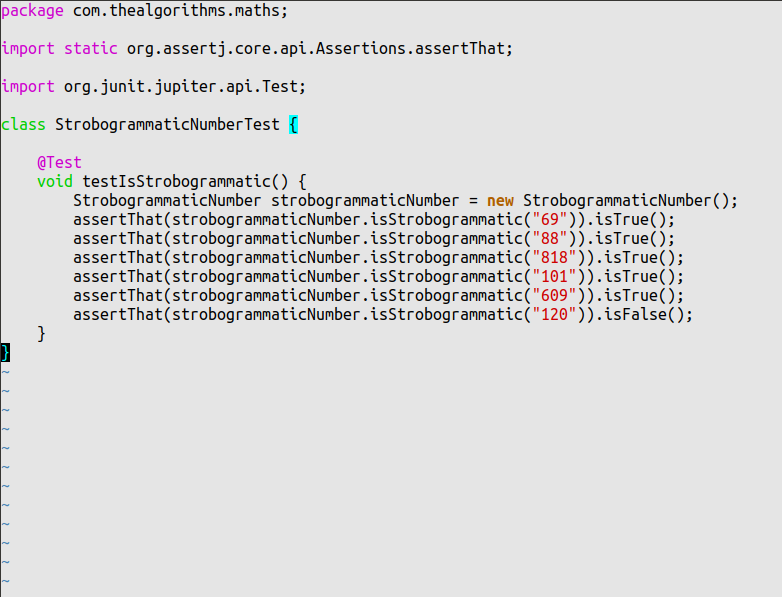 package com.thealgorithms.maths;

import static org.assertj.core.api.Assertions.assertThat;

import org.junit.jupiter.api.Test;

class StrobogrammaticNumberTest {

    @Test
    void testIsStrobogrammatic() {
        StrobogrammaticNumber strobogrammaticNumber = new StrobogrammaticNumber();
        assertThat(strobogrammaticNumber.isStrobogrammatic("69")).isTrue();
        assertThat(strobogrammaticNumber.isStrobogrammatic("88")).isTrue();
        assertThat(strobogrammaticNumber.isStrobogrammatic("818")).isTrue();
        assertThat(strobogrammaticNumber.isStrobogrammatic("101")).isTrue();
        assertThat(strobogrammaticNumber.isStrobogrammatic("609")).isTrue();
        assertThat(strobogrammaticNumber.isStrobogrammatic("120")).isFalse();
    }
}
~
~
~
~
~
~
~
~
~
~
~
~